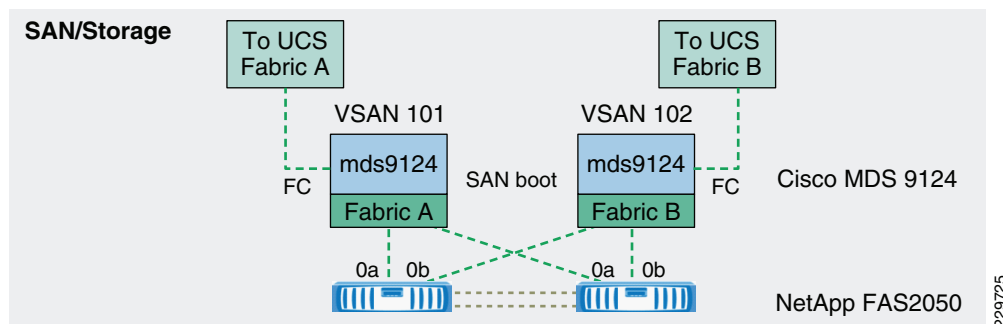 SAN/Storage
To UCS
Fabric A
To UCS
Fabric B
VSAN 101
VSAN 102
mds9124
mds9124
FC
SAN boot
FC
Cisco MDS 9124
Fabric A
Fabric B
0a
0b
0a
0b
NetApp FAS2050
229725